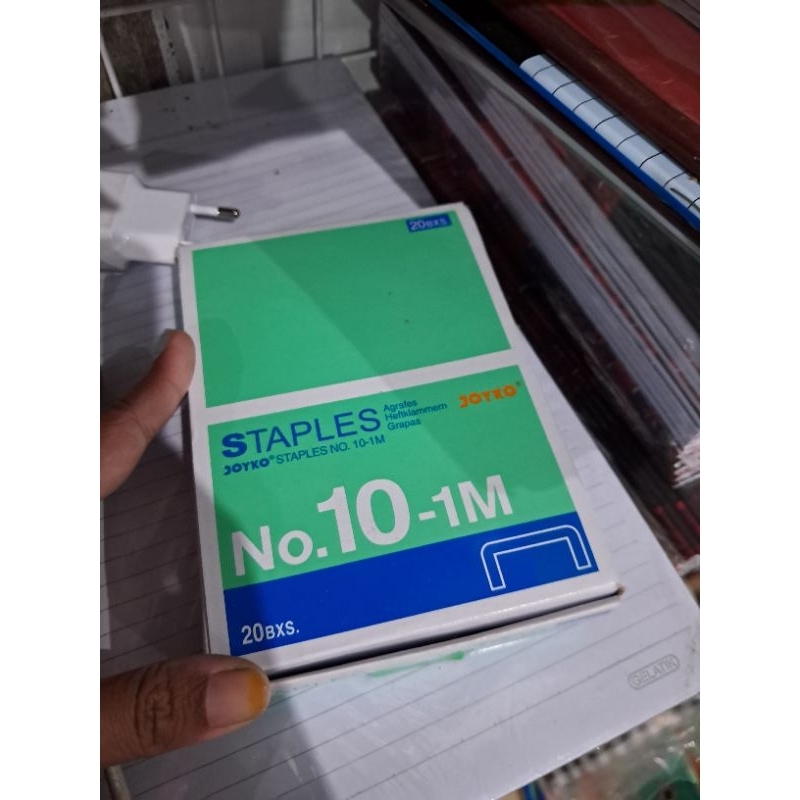 20BXS.
STAPLES
Agrafes
Heftklammern
Grapas
JOYKO®
JOYKO® STAPLES NO. 10-1M
No.10-1M
20BXS.
GELATIK